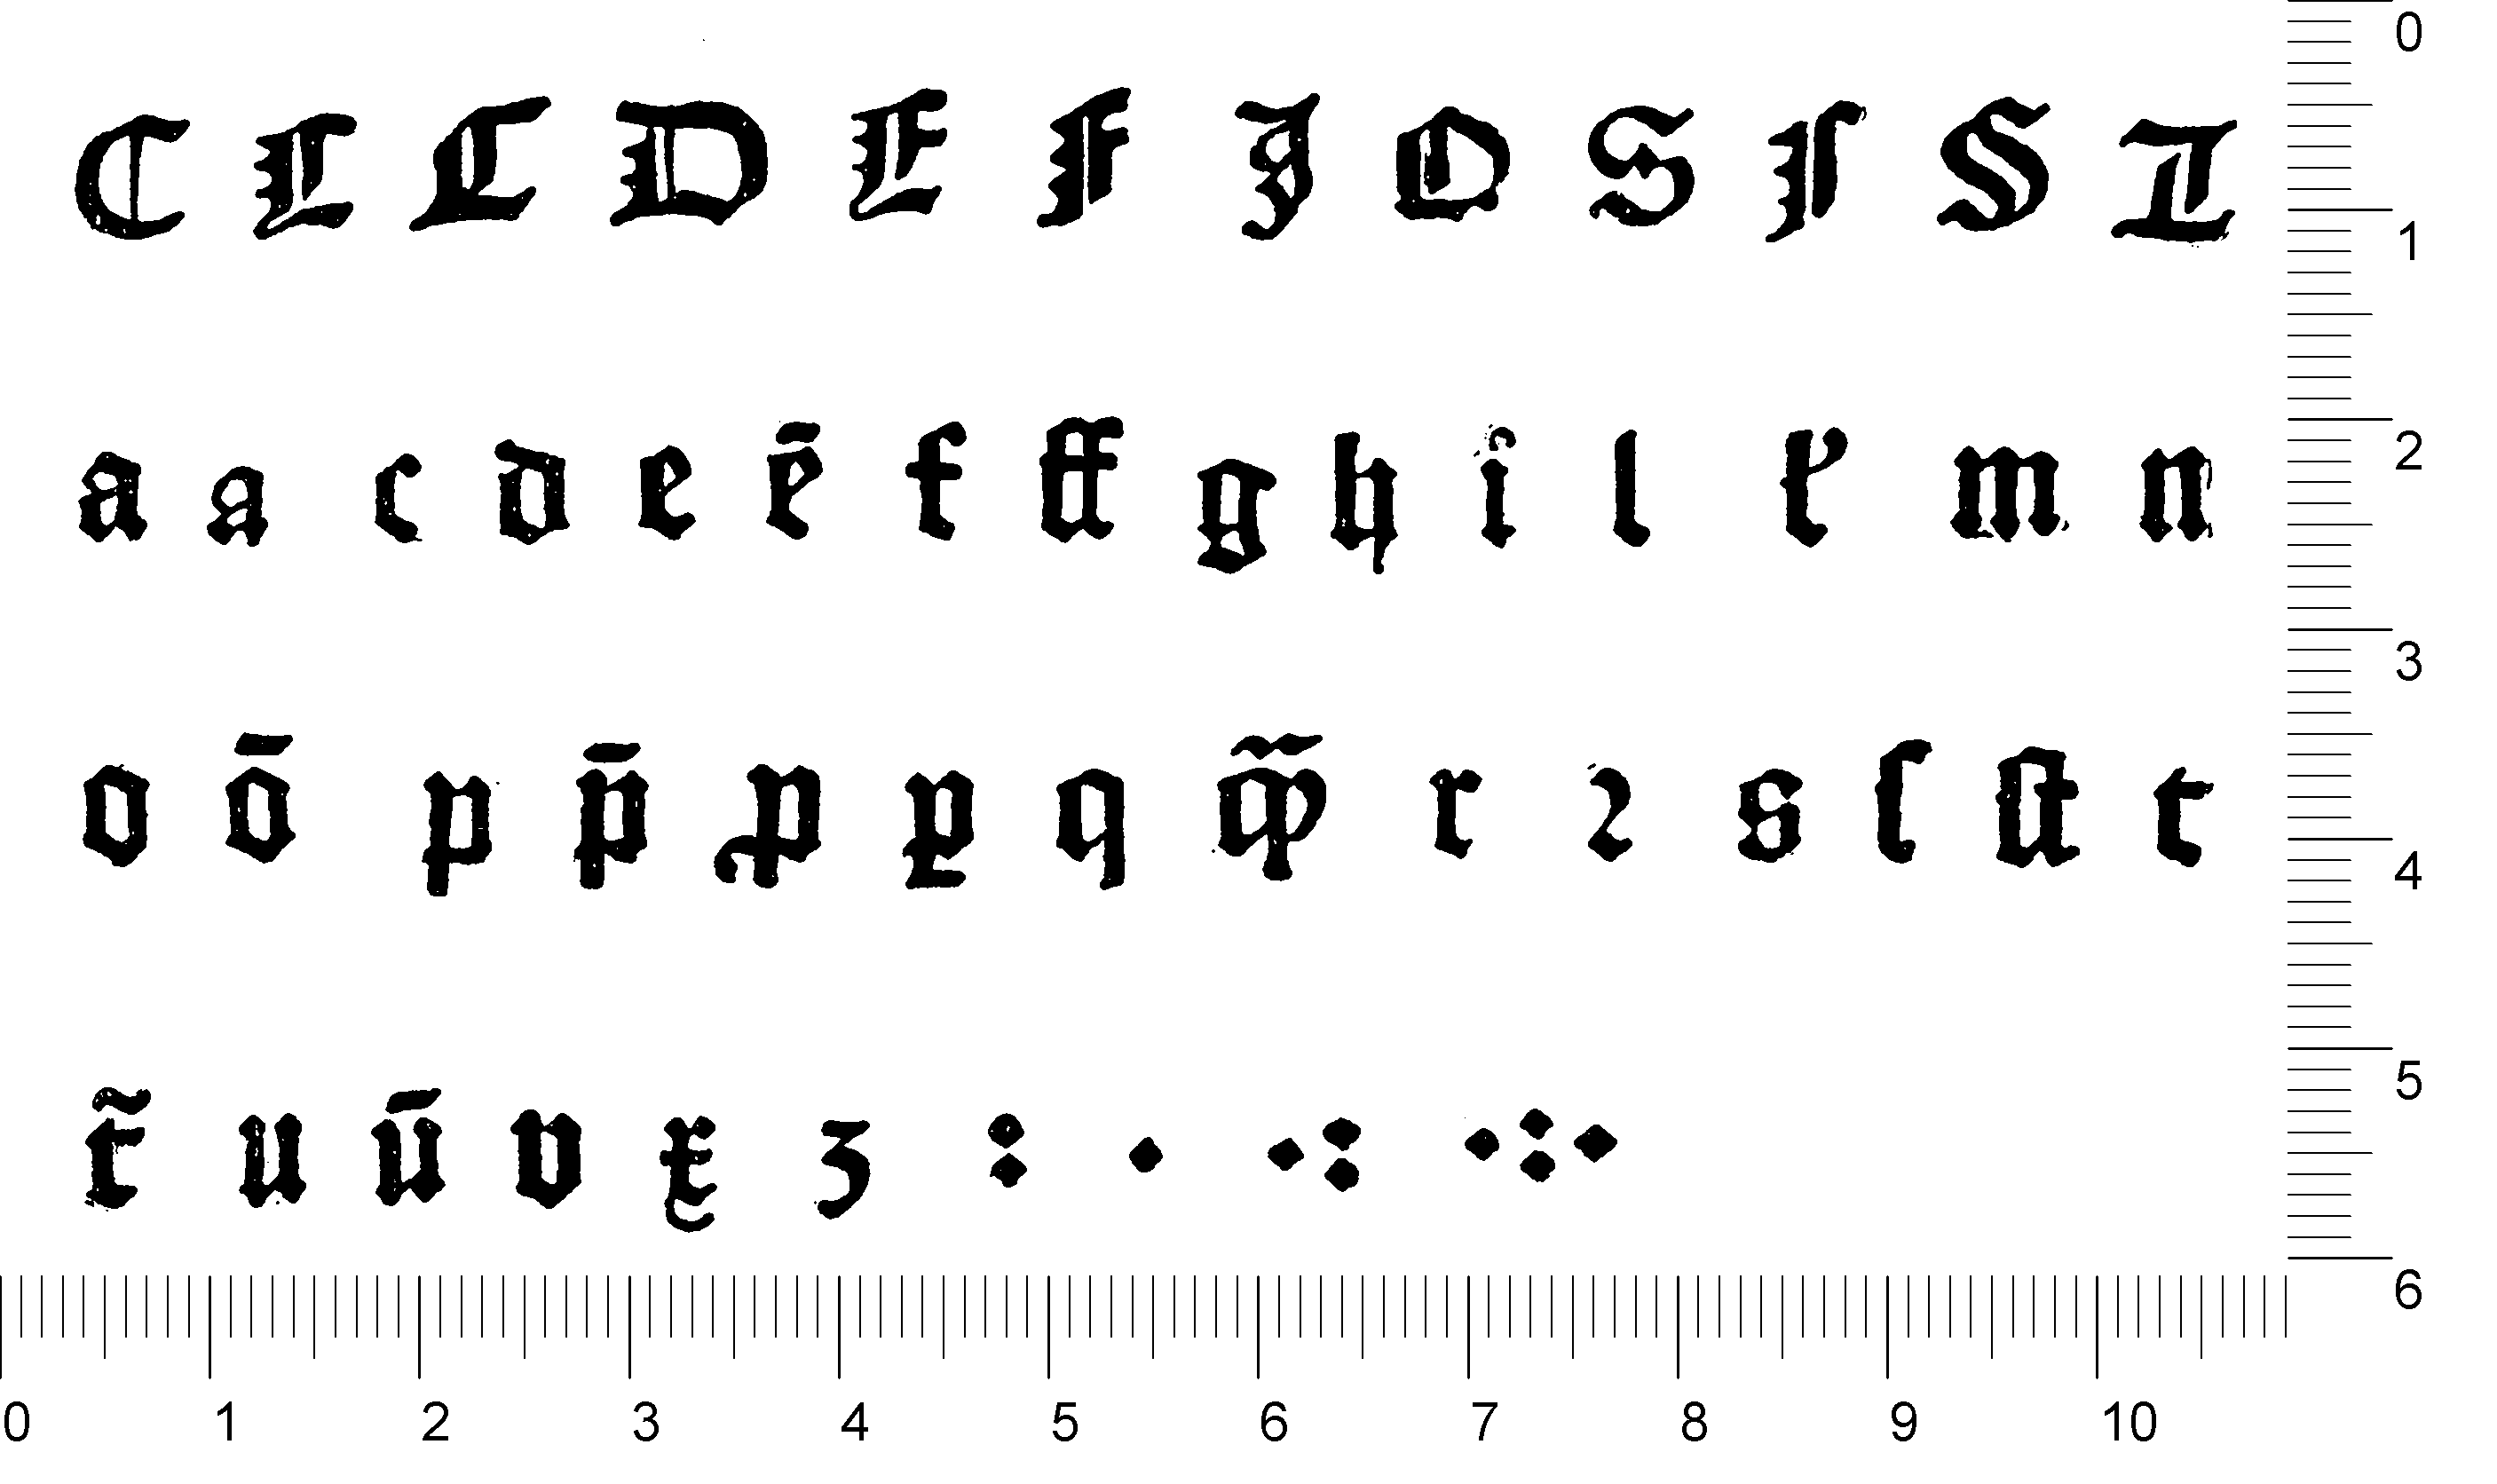 C L D E F J O S S I
0
1
a a c d e ē f ff g h i l m n
2
3
o ō p p̄ ꝓ ꝑ q q̃ r ꝛ s ſ ſt t
4
u ū v x ʒ : · ·: ·:·
5
6
0 1 2 3 4 5 6 7 8 9 10